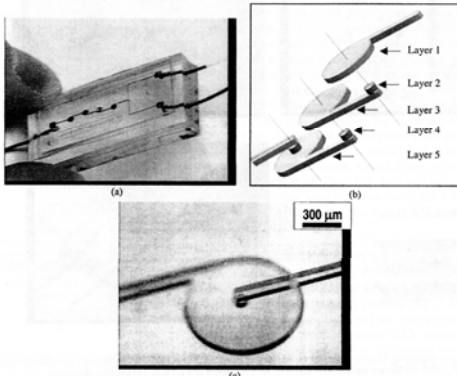 (a)
Layer 1
Layer 2
Layer 3
Layer 4
Layer 5
(b)
300 μm
(c)